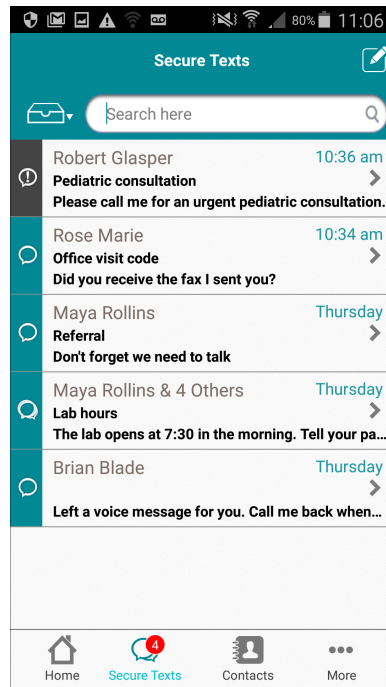 80% 11:06
Secure Texts
Search here
Robert Glasper 10:36 am
Pediatric consultation
Please call me for an urgent pediatric consultation.
Rose Marie 10:34 am
Office visit code
Did you receive the fax I sent you?
Maya Rollins Thursday
Referral
Don't forget we need to talk
Maya Rollins & 4 Others Thursday
Lab hours
The lab opens at 7:30 in the morning. Tell your pa...
Brian Blade Thursday
Left a voice message for you. Call me back when...
4
Home Secure Texts Contacts More